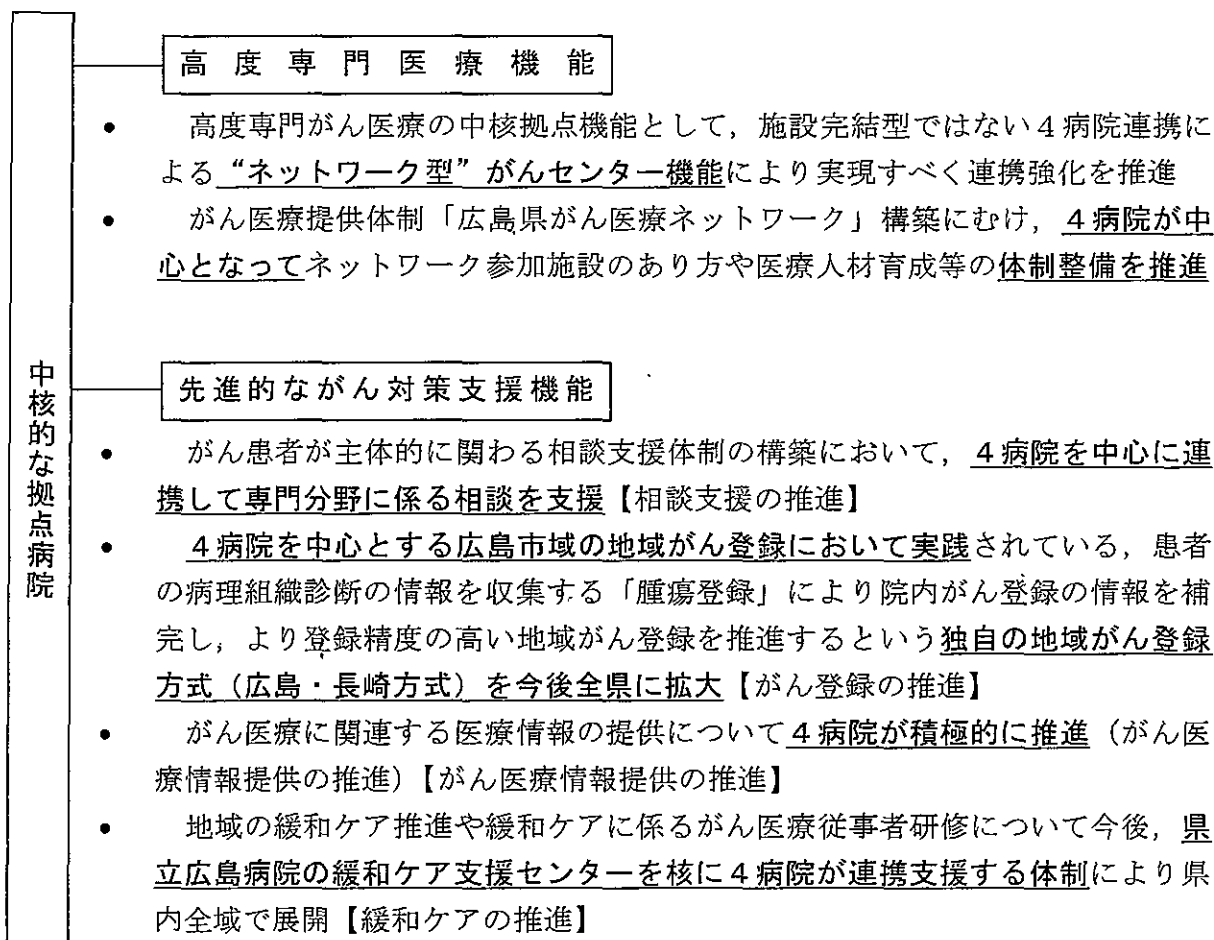 中核的な拠点病院
高度専門医療機能
● 高度専門がん医療の中核拠点機能として，施設完結型ではない４病院連携に
よる“ネットワーク型”がんセンター機能により実現すべく連携強化を推進
● がん医療提供体制「広島県がん医療ネットワーク」構築にむけ，４病院が中
心となってネットワーク参加施設のあり方や医療人材育成等の体制整備を推進
先進的ながん対策支援機能
● がん患者が主体的に関わる相談支援体制の構築において，４病院を中心に連
携して専門分野に係る相談を支援【相談支援の推進】
● ４病院を中心とする広島市域の地域がん登録において実践されている，患者
の病理組織診断の情報を収集する「腫瘍登録」により院内がん登録の情報を補
完し，より登録精度の高い地域がん登録を推進するという独自の地域がん登録
方式（広島・長崎方式）を今後全県に拡大【がん登録の推進】
● がん医療に関連する医療情報の提供について４病院が積極的に推進（がん医
療情報提供の推進）【がん医療情報提供の推進】
● 地域の緩和ケア推進や緩和ケアに係るがん医療従事者研修について今後，県
立広島病院の緩和ケア支援センターを核に４病院が連携支援する体制により県
内全域で展開【緩和ケアの推進】